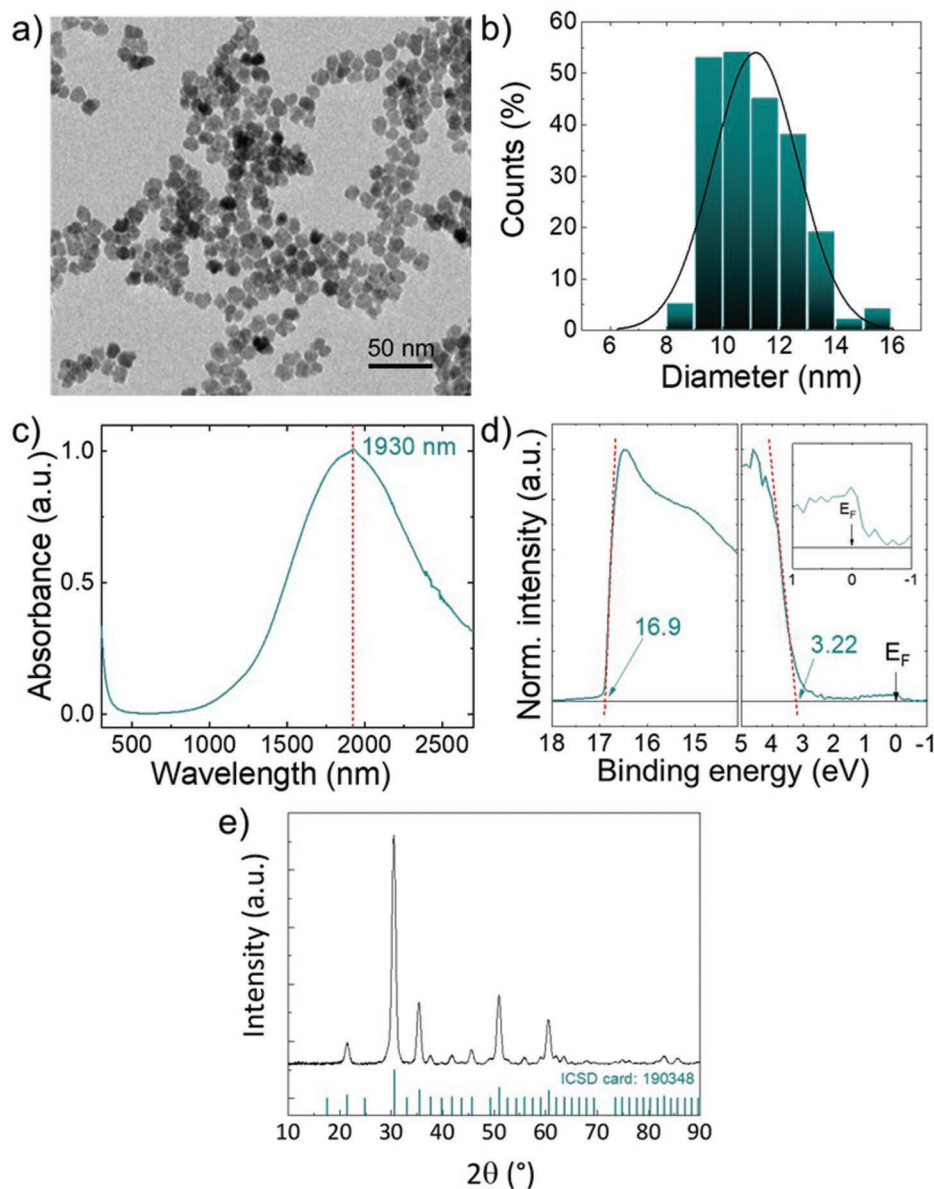 a)
50 nm
b)
Counts (%)
60
50
40
30
20
10
0
6 8 10 12 14 16
Diameter (nm)
c)
Absorbance (a.u.)
1.0
0.5
0.0
1930 nm
500 1000 1500 2000 2500
Wavelength (nm)
d)
Norm. intensity (a.u.)
16.9
3.22
E_F
E_F
1 0 -1
18 17 16 15 5 4 3 2 1 0 -1
Binding energy (eV)
e)
Intensity (a.u.)
ICSD card: 190348
10 20 30 40 50 60 70 80 90
2θ (°)